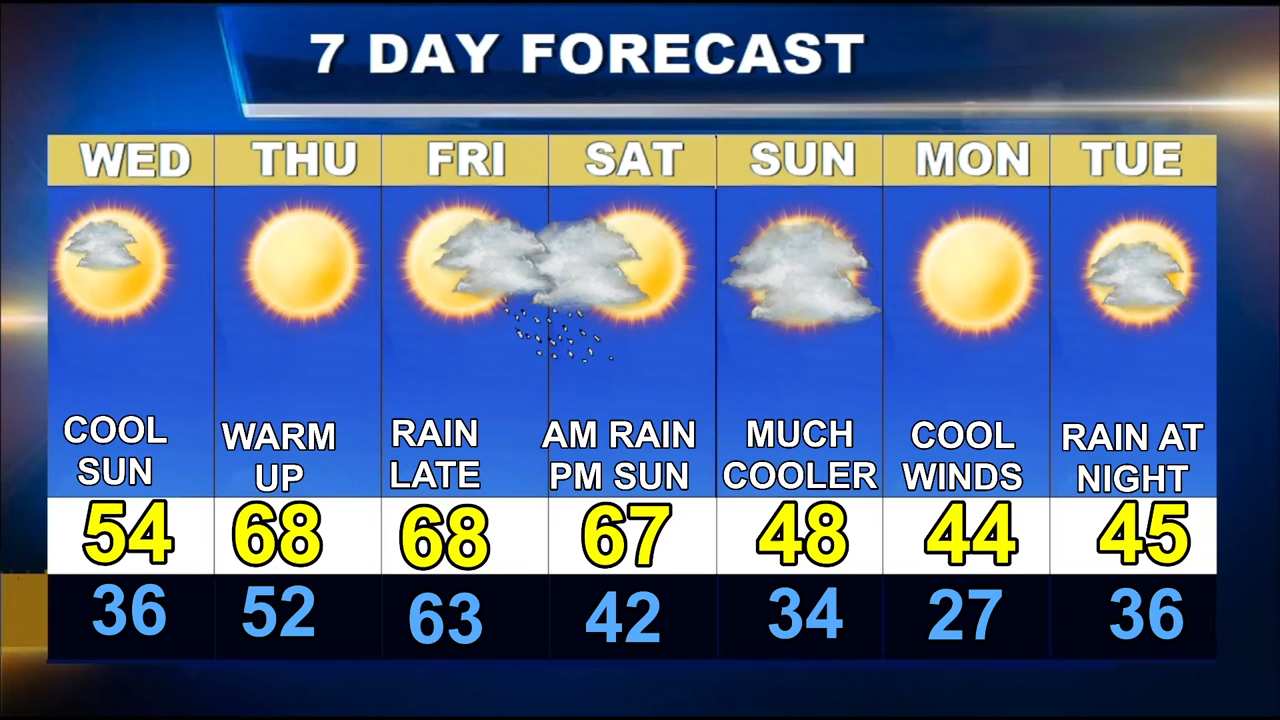 7 DAY FORECAST
WED THU FRI SAT SUN MON TUE
COOL SUN
WARM UP
RAIN LATE
AM RAIN PM SUN
MUCH COOLER
COOL WINDS
RAIN AT NIGHT
54 68 68 67 48 44 45
36 52 63 42 34 27 36